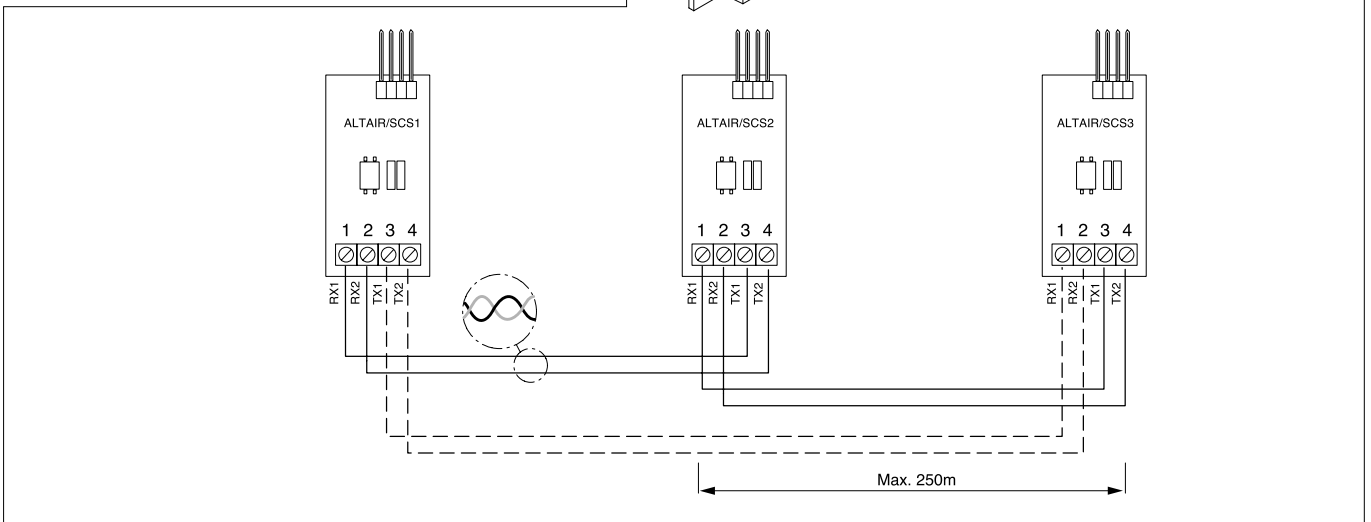 ALTAIR/SCS1
ALTAIR/SCS2
ALTAIR/SCS3
1 2 3 4
1 2 3 4
1 2 3 4
RX1
RX2
TX1
TX2
RX1
RX2
TX1
TX2
RX1
RX2
TX1
TX2
Max. 250m